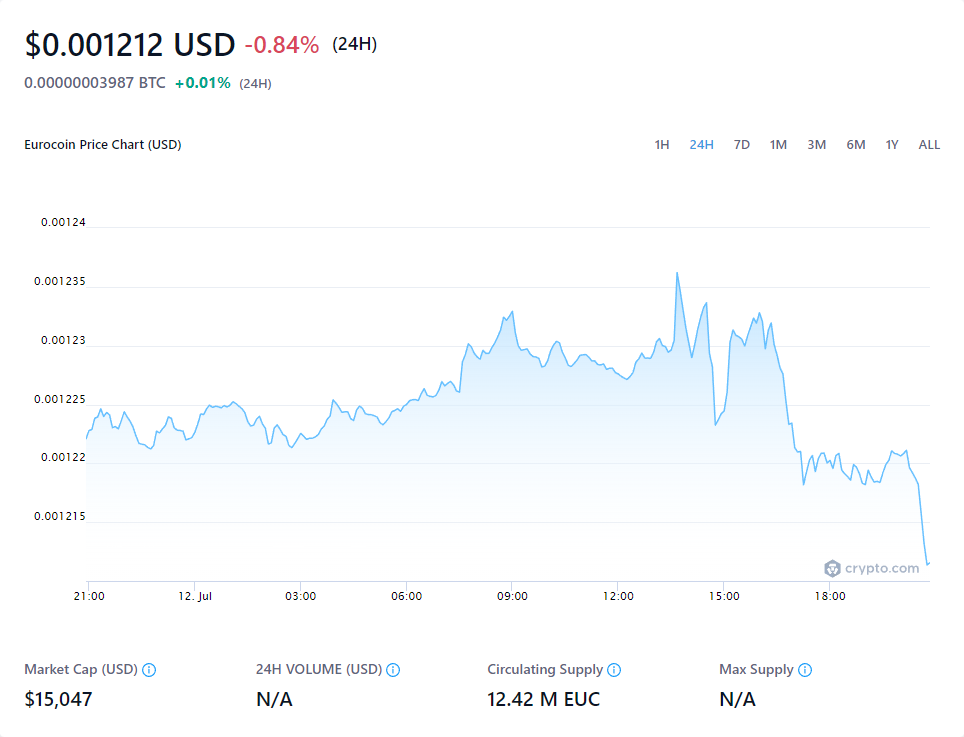 $0.001212 USD -0.84% (24H)
0.00000003987 BTC +0.01% (24H)
Eurocoin Price Chart (USD)
1H 24H 7D 1M 3M 6M 1Y ALL
0.00124
0.001235
0.00123
0.001225
0.00122
0.001215
crypto.com
21:00 12. Jul 03:00 06:00 09:00 12:00 15:00 18:00
Market Cap (USD) 24H VOLUME (USD) Circulating Supply Max Supply
$15,047 N/A 12.42 M EUC N/A